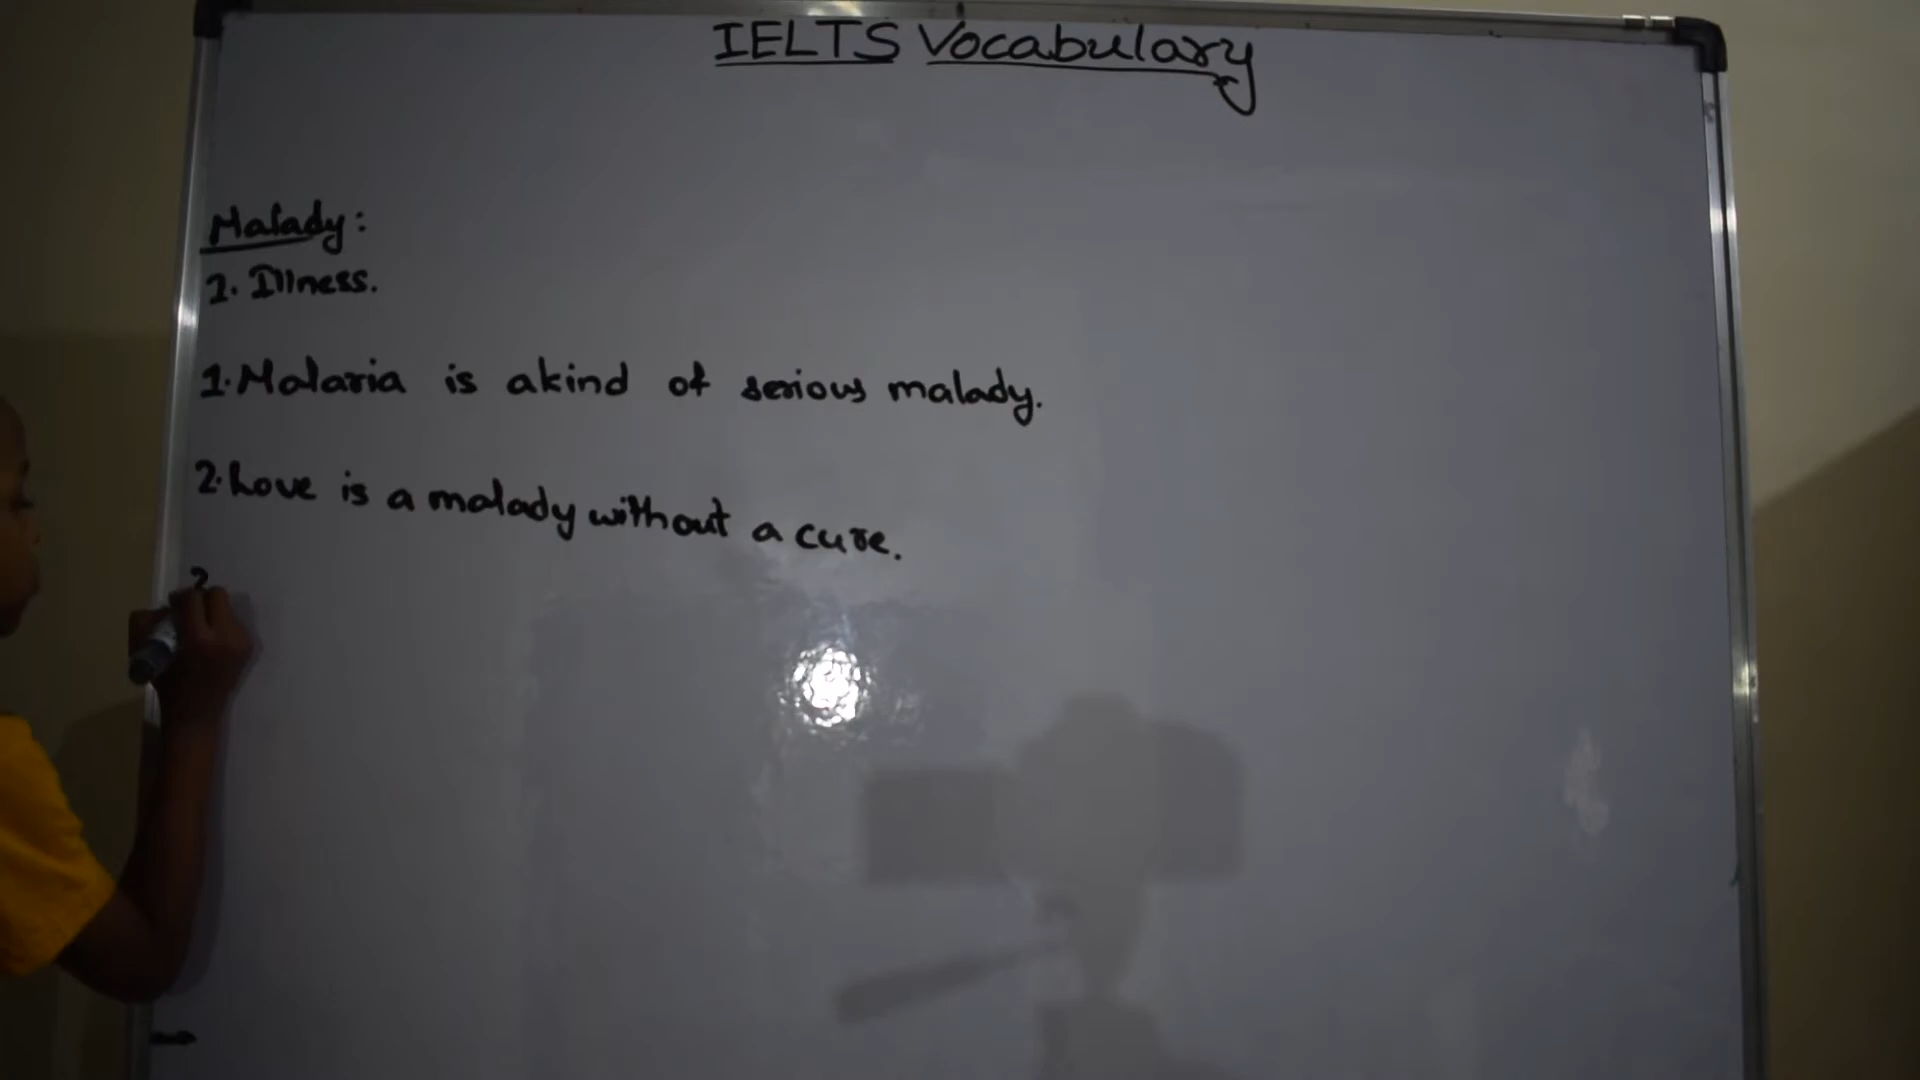 IELTS Vocabulary
Malady:
1. Illness.
1. Malaria is akind of serious malady.
2. Love is a malady without a cure.